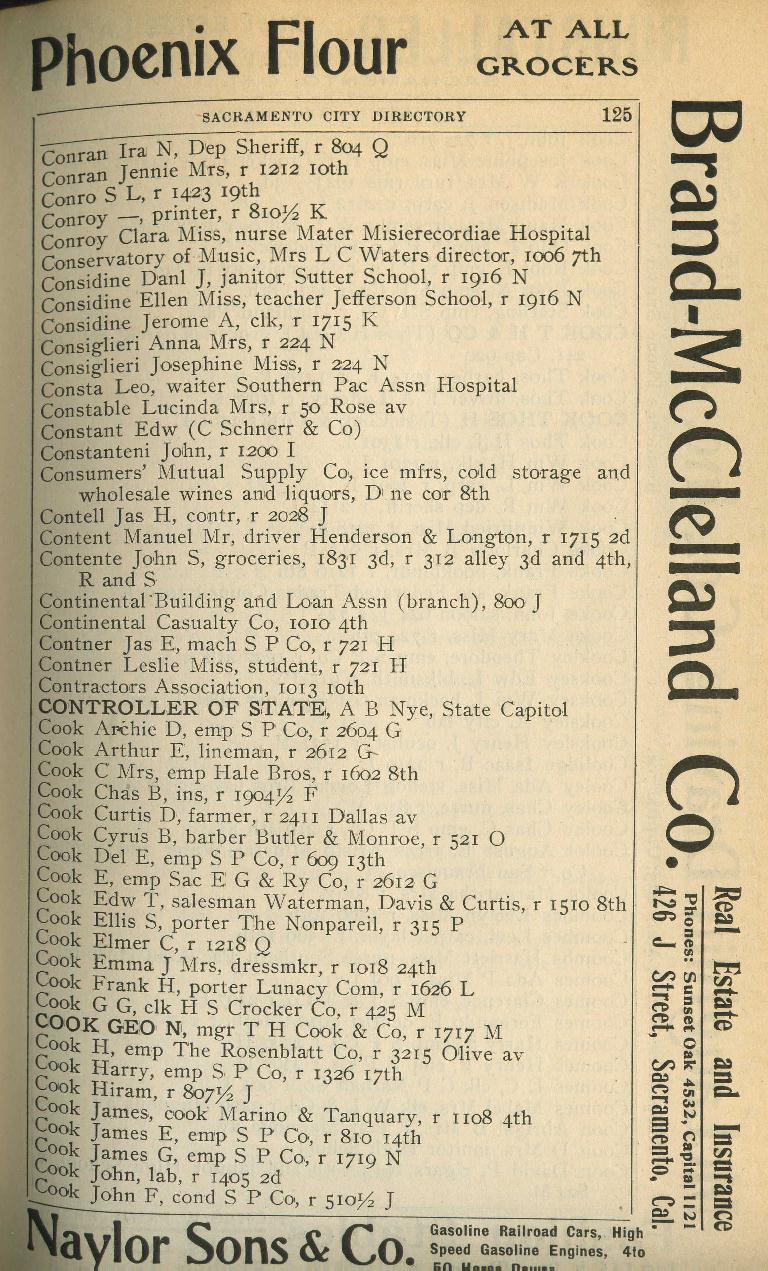 Phoenix Flour
AT ALL
GROCERS
SACRAMENTO CITY DIRECTORY 125
Conran Ira N, Dep Sheriff, r 804 Q
Conran Jennie Mrs, r 1212 10th
Conro S L, r 1423 19th
Conroy —, printer, r 810½ K
Conroy Clara Miss, nurse Mater Misierecordiae Hospital
Conservatory of Music, Mrs L C Waters director, 1006 7th
Considine Danl J, janitor Sutter School, r 1916 N
Considine Ellen Miss, teacher Jefferson School, r 1916 N
Considine Jerome A, clk, r 1715 K
Consiglieri Anna Mrs, r 224 N
Consiglieri Josephine Miss, r 224 N
Consta Leo, waiter Southern Pac Assn Hospital
Constable Lucinda Mrs, r 50 Rose av
Constant Edw (C Schnerr & Co)
Constanteni John, r 1200 I
Consumers' Mutual Supply Co, ice mfrs, cold storage and
wholesale wines and liquors, D ne cor 8th
Contell Jas H, contr, r 2028 J
Content Manuel Mr, driver Henderson & Longton, r 1715 2d
Contente John S, groceries, 1831 3d, r 312 alley 3d and 4th,
R and S
Continental Building and Loan Assn (branch), 800 J
Continental Casualty Co, 1010 4th
Contner Jas E, mach S P Co, r 721 H
Contner Leslie Miss, student, r 721 H
Contractors Association, 1013 10th
CONTROLLER OF STATE, A B Nye, State Capitol
Cook Archie D, emp S P Co, r 2604 G
Cook Arthur E, lineman, r 2612 G
Cook C Mrs, emp Hale Bros, r 1602 8th
Cook Chas B, ins, r 1904½ F
Cook Curtis D, farmer, r 2411 Dallas av
Cook Cyrus B, barber Butler & Monroe, r 521 O
Cook Del E, emp S P Co, r 609 13th
Cook E, emp Sac E G & Ry Co, r 2612 G
Cook Edw T, salesman Waterman, Davis & Curtis, r 1510 8th
Cook Ellis S, porter The Nonpareil, r 315 P
Cook Elmer C, r 1218 Q
Cook Emma J Mrs, dressmkr, r 1018 24th
Cook Frank H, porter Lunacy Com, r 1626 L
Cook G G, clk H S Crocker Co, r 425 M
COOK GEO N, mgr T H Cook & Co, r 1717 M
Cook H, emp The Rosenblatt Co, r 3215 Olive av
Cook Harry, emp S P Co, r 1326 17th
Cook Hiram, r 807½ J
Cook James, cook Marino & Tanquary, r 1108 4th
Cook James E, emp S P Co, r 810 14th
Cook James G, emp S P Co, r 1719 N
Cook John, lab, r 1405 2d
Cook John F, cond S P Co, r 510½ J
Brand-McClelland Co.
Real Estate and Insurance
Phones: Sunset Oak 4532, Capital 1121
426 J Street, Sacramento, Cal.
Naylor Sons & Co.
Gasoline Railroad Cars, High
Speed Gasoline Engines, 4 to
60 Horse Power